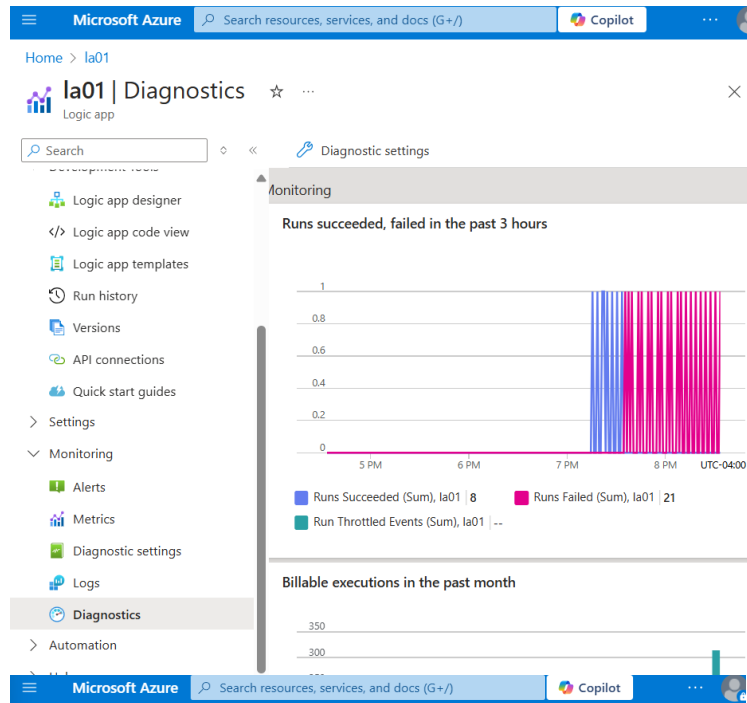 Microsoft Azure Search resources, services, and docs (G+/) Copilot ...
Home > la01
la01 | Diagnostics ...
Logic app
Search « Diagnostic settings
Monitoring
Logic app designer
</> Logic app code view
Logic app templates
Run history
Versions
API connections
Quick start guides
Settings
Monitoring
Alerts
Metrics
Diagnostic settings
Logs
Diagnostics
Automation
Runs succeeded, failed in the past 3 hours
1
0.8
0.6
0.4
0.2
0
5 PM 6 PM 7 PM 8 PM UTC-04:00
Runs Succeeded (Sum), la01 8 Runs Failed (Sum), la01 21
Run Throttled Events (Sum), la01 --
Billable executions in the past month
350
300
Microsoft Azure Search resources, services, and docs (G+/) Copilot ...